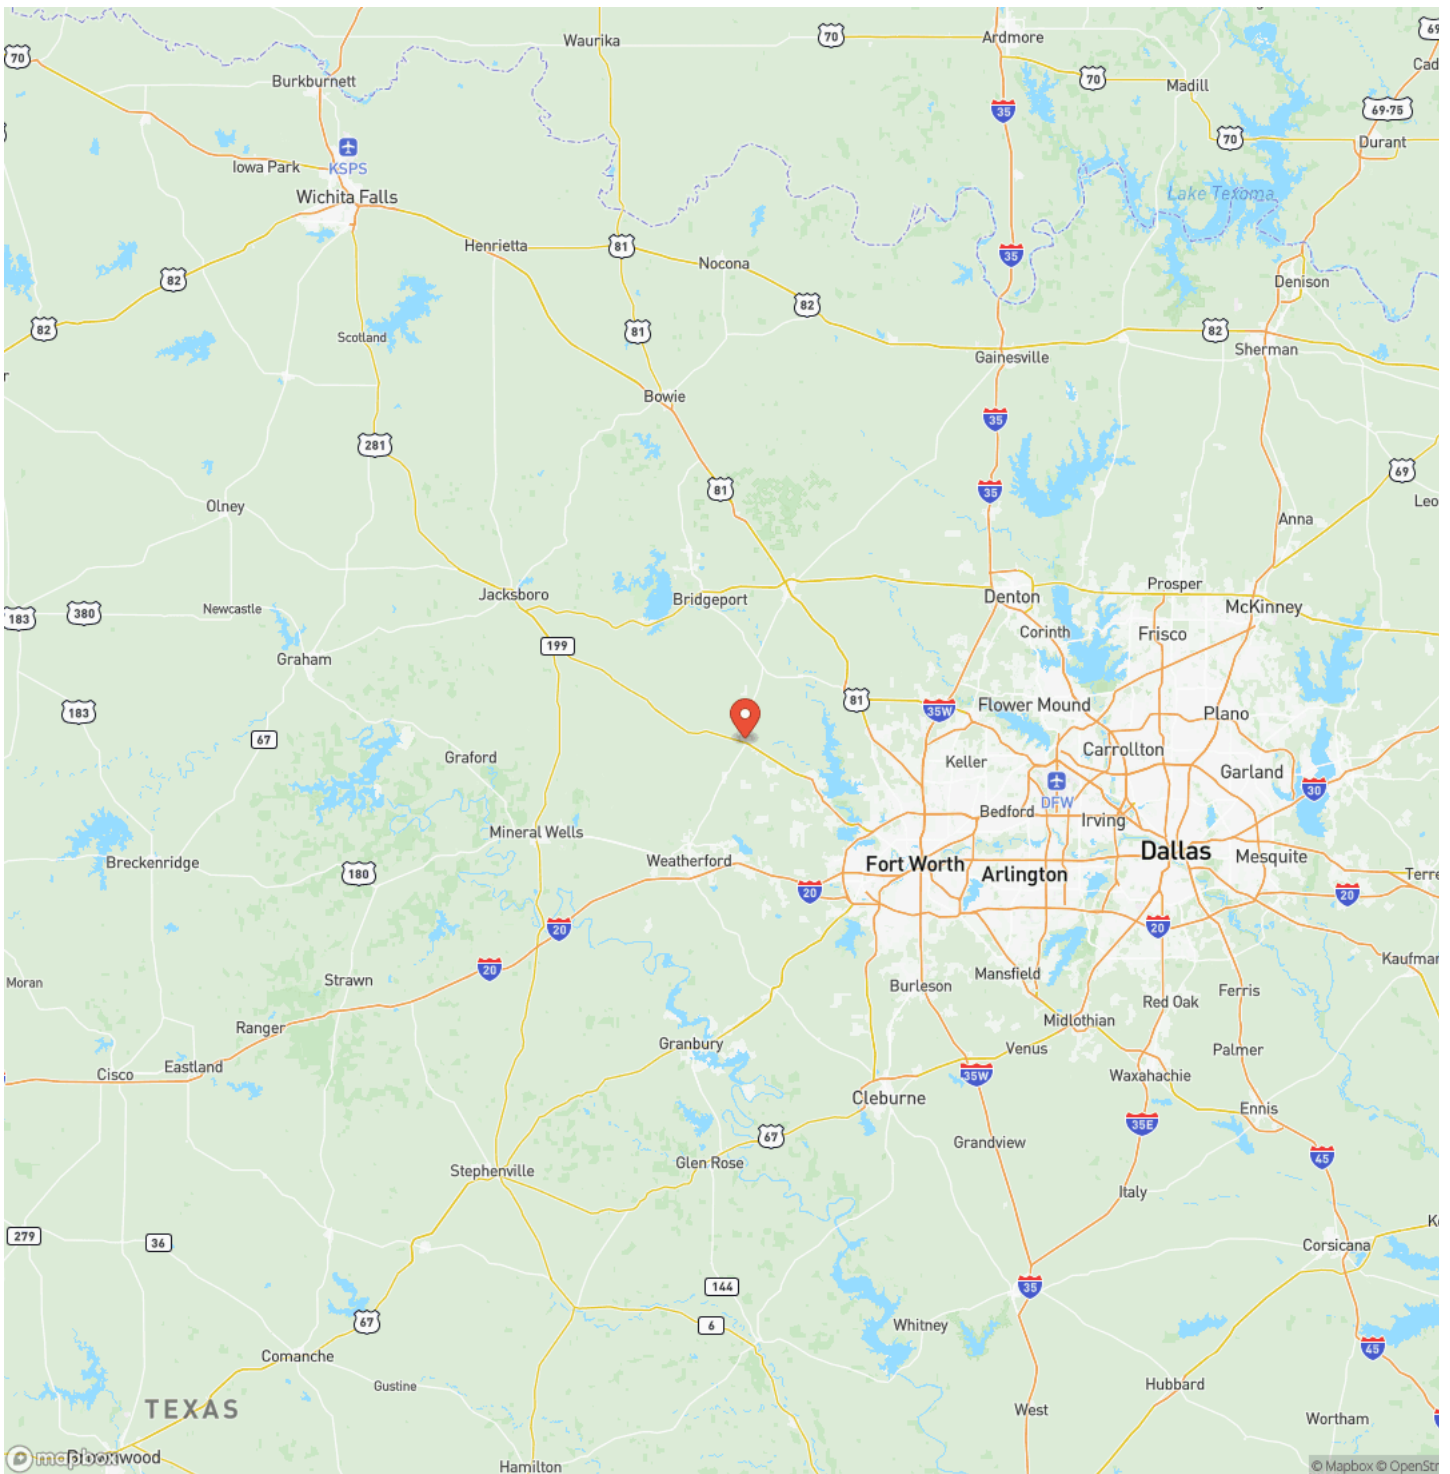 Waurika
70
Ardmore
69
70
Burkburnett
70
Madill
Cad
35
69-75
70
Durant
KSPS
Iowa Park
Wichita Falls
Lake Texoma
Henrietta
81
35
Nocona
82
Denison
82
82
81
82
Scotland
Gainesville
Sherman
r
Bowie
35
281
69
81
35
Olney
Leo
Anna
Jacksboro
Bridgeport
Denton
Prosper
183
380
Newcastle
McKinney
Corinth
Frisco
199
Graham
81
35W
Flower Mound
183
Plano
67
Graford
Keller
Carrollton
Garland
DFW
30
Bedford
Irving
Mineral Wells
Breckenridge
Weatherford
Fort Worth
Dallas
Mesquite
180
Arlington
Terre
20
20
20
20
Kaufmar
20
Moran
Strawn
Burleson
Mansfield
Ferris
Red Oak
Ranger
Midlothian
Granbury
Venus
Palmer
Eastland
Cisco
35W
Waxahachie
Cleburne
Ennis
35E
67
Grandview
45
Glen Rose
Stephenville
Italy
279
36
K
Corsicana
144
35
67
6
Whitney
45
Comanche
Gustine
Hubbard
TEXAS
West
Wortham
mapbox
Hamilton
© Mapbox © OpenStr